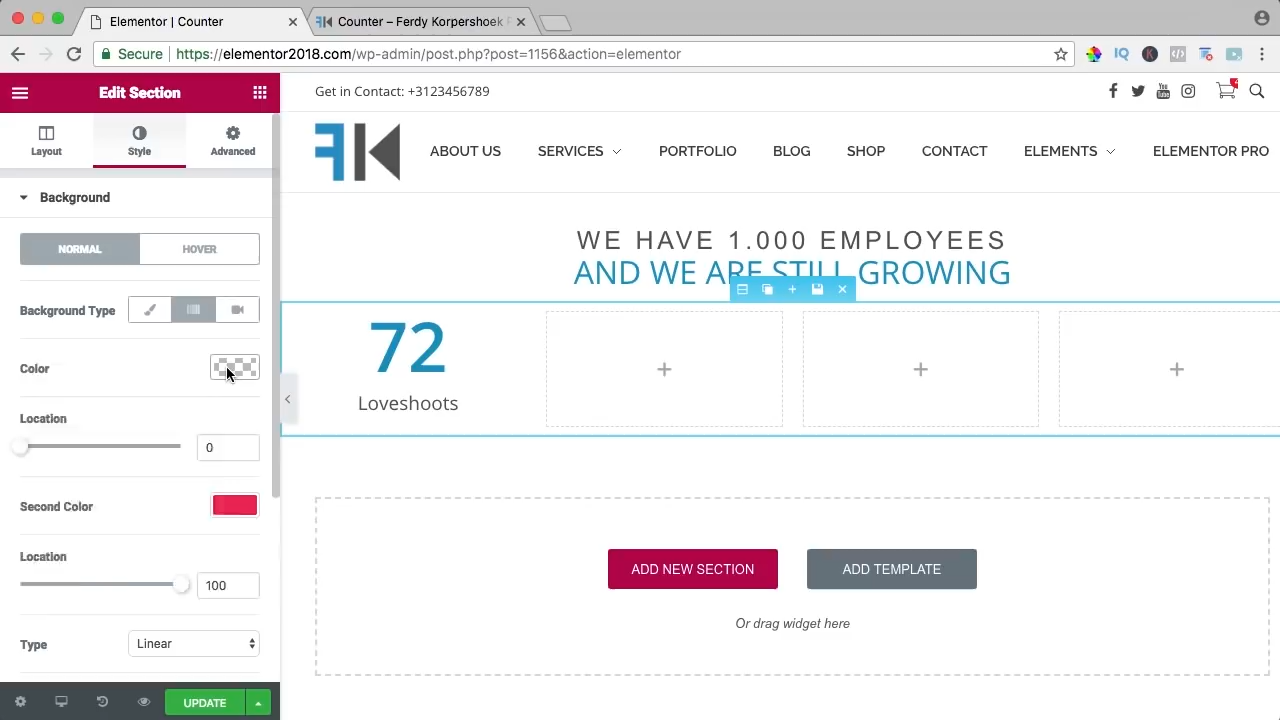 Elementor | Counter
Counter – Ferdy Korpershoek
Secure | https://elementor2018.com/wp-admin/post.php?post=1156&action=elementor
Edit Section
Layout
Style
Advanced
Background
NORMAL
HOVER
Background Type
Color
Location
0
Second Color
Location
100
Type
Linear
UPDATE
Get in Contact: +3123456789
FK
ABOUT US
SERVICES
PORTFOLIO
BLOG
SHOP
CONTACT
ELEMENTS
ELEMENTOR PRO
WE HAVE 1.000 EMPLOYEES
AND WE ARE STILL GROWING
72
Loveshoots
ADD NEW SECTION
ADD TEMPLATE
Or drag widget here